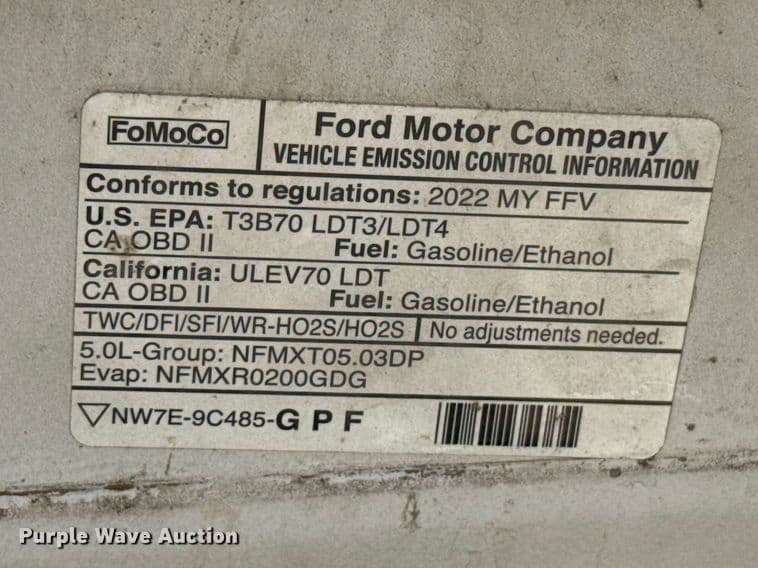 FoMoCo
Ford Motor Company
VEHICLE EMISSION CONTROL INFORMATION
Conforms to regulations: 2022 MY FFV
U.S. EPA: T3B70 LDT3/LDT4
CA OBD II Fuel: Gasoline/Ethanol
California: ULEV70 LDT
CA OBD II Fuel: Gasoline/Ethanol
TWC/DFI/SFI/WR-HO2S/HO2S No adjustments needed.
5.0L-Group: NFMXT05.03DP
Evap: NFMXR0200GDG
NW7E-9C485-G P F
Purple Wave Auction